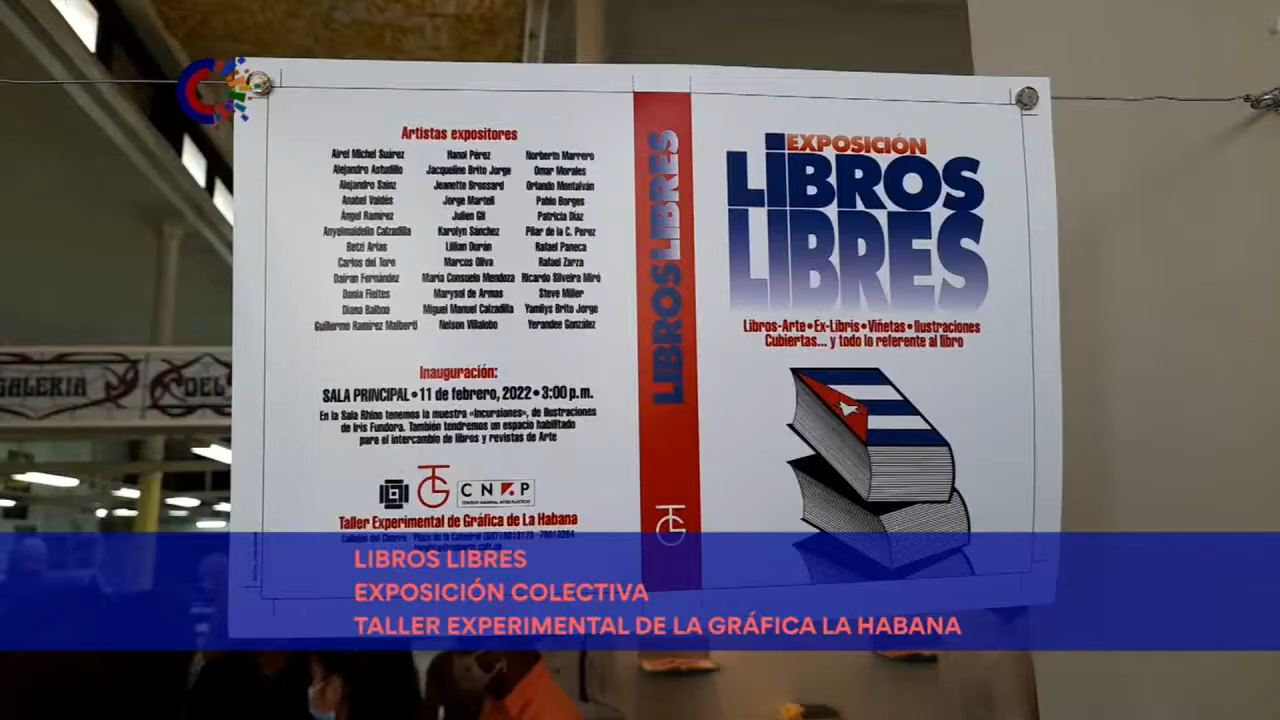 Artistas expositores
Airel Michel Suárez
Alejandro Astudillo
Alejandro Sainz
Anabel Valdés
Ángel Ramírez
Anyelmaidelin Calzadilla
Betzi Arias
Carlos del Toro
Dairan Fernández
Dania Fleites
Diana Balboa
Guillermo Ramírez Malberti
Hanoi Pérez
Jacqueline Brito Jorge
Jeanette Brossard
Jorge Martell
Julien Gil
Karolyn Sánchez
Lillian Durán
Marcos Oliva
María Consuelo Mendoza
Marysol de Armas
Miguel Manuel Calzadilla
Nelson Villalobo
Norberto Marrero
Omar Morales
Orlando Montalván
Pablo Borges
Patricia Díaz
Pilar de la C. Perez
Rafael Paneca
Rafael Zarza
Ricardo Silveira Miró
Steve Miller
Yamilys Brito Jorge
Yerandee González
Inauguración:
SALA PRINCIPAL • 11 de febrero, 2022 • 3:00 p.m.
En la Sala Rhino tenemos la muestra «Incursiones», de ilustraciones
de Iris Fundora. También tendremos un espacio habilitado
para el intercambio de libros y revistas de Arte
CNAP
Taller Experimental de Gráfica de La Habana
LIBROS LIBRES
EXPOSICIÓN
LIBROS
LIBRES
Libros-Arte • Ex-Libris • Viñetas • Ilustraciones
Cubiertas... y todo lo referente al libro
GALERIA DEL
LIBROS LIBRES
EXPOSICIÓN COLECTIVA
TALLER EXPERIMENTAL DE LA GRÁFICA LA HABANA